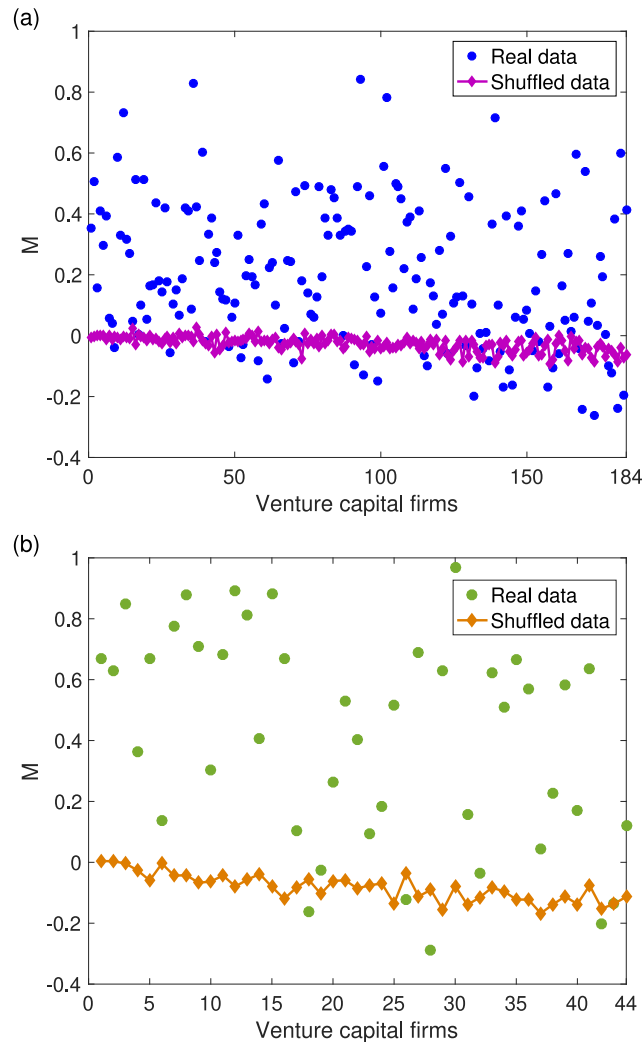 (a)
1
0.8
0.6
0.4
0.2
0
-0.2
-0.4
M
Real data
Shuffled data
0 50 100 150 184
Venture capital firms
(b)
1
0.8
0.6
0.4
0.2
0
-0.2
-0.4
M
Real data
Shuffled data
0 5 10 15 20 25 30 35 40 44
Venture capital firms